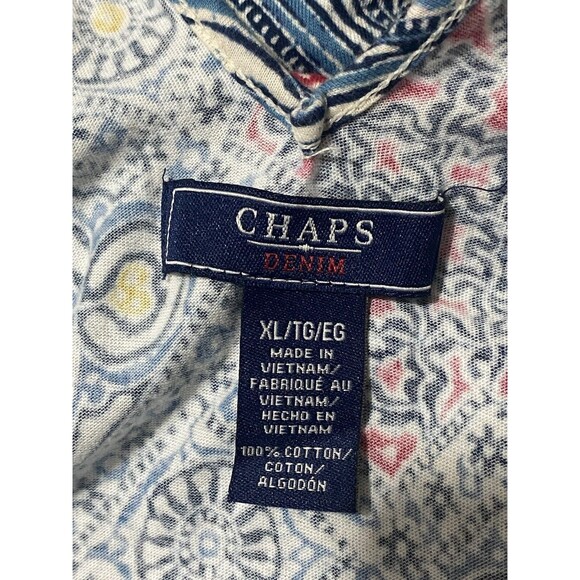 CHAPS
DENIM
XL/TG/EG
MADE IN
VIETNAM/
FABRIQUÉ AU
VIETNAM/
HECHO EN
VIETNAM
100% COTTON/
COTON/
ALGODÓN